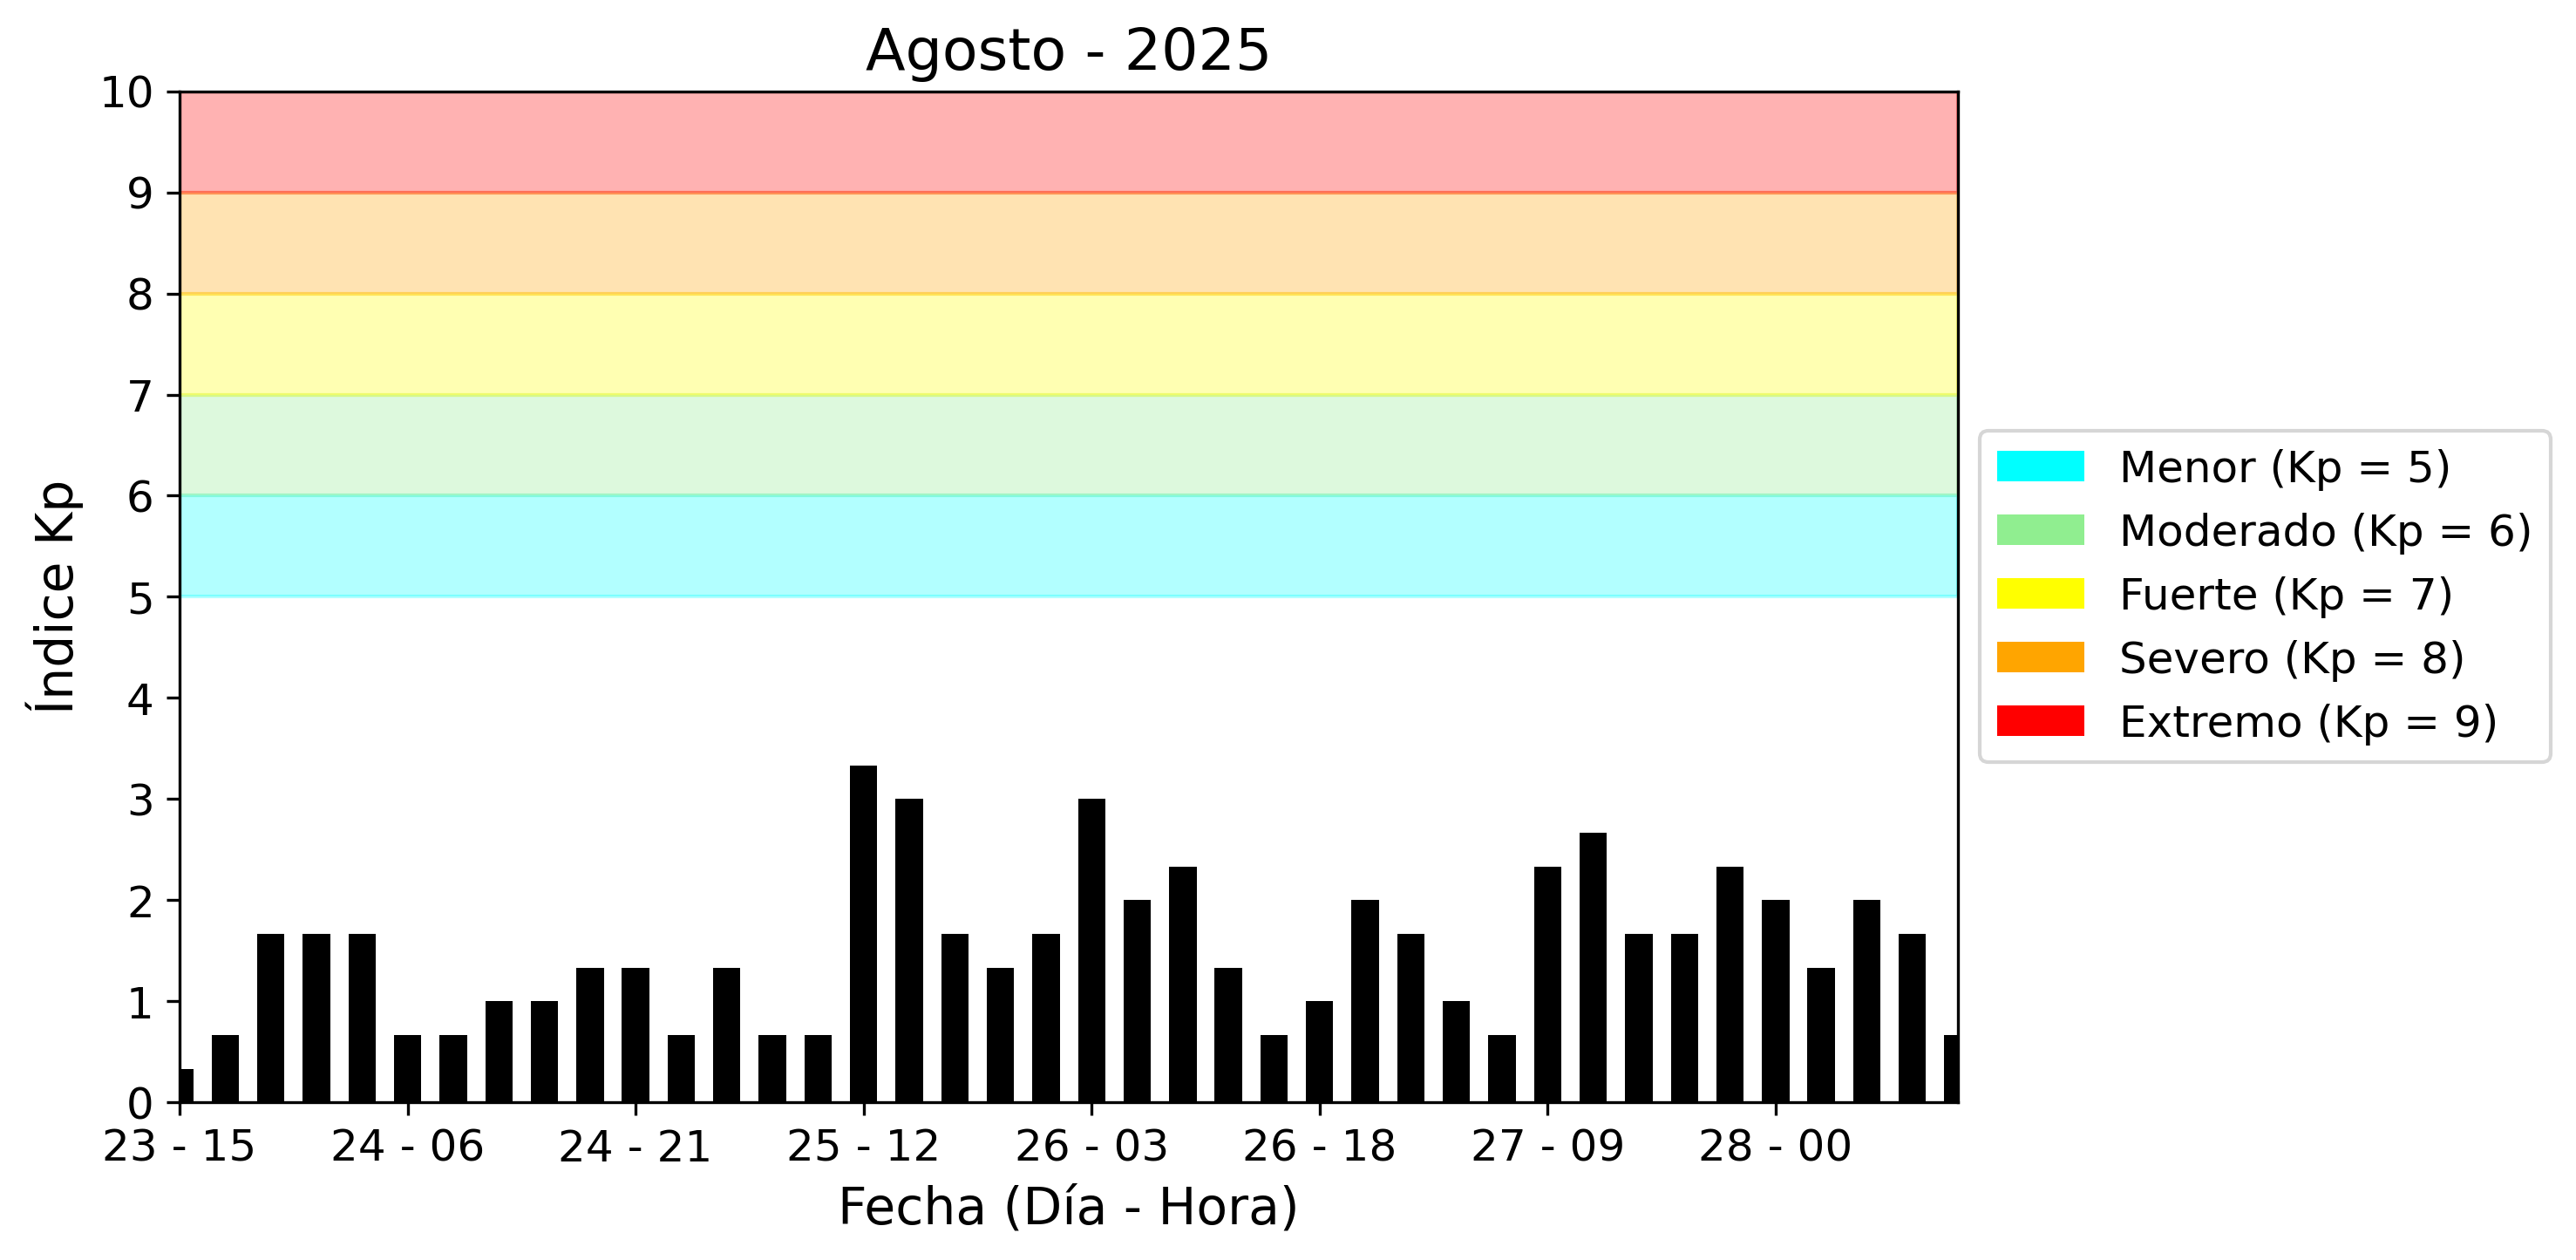 Agosto - 2025
Índice Kp
10
9
8
7
6
5
4
3
2
1
0
23 - 15 24 - 06 24 - 21 25 - 12 26 - 03 26 - 18 27 - 09 28 - 00
Fecha (Día - Hora)
Menor (Kp = 5)
Moderado (Kp = 6)
Fuerte (Kp = 7)
Severo (Kp = 8)
Extremo (Kp = 9)